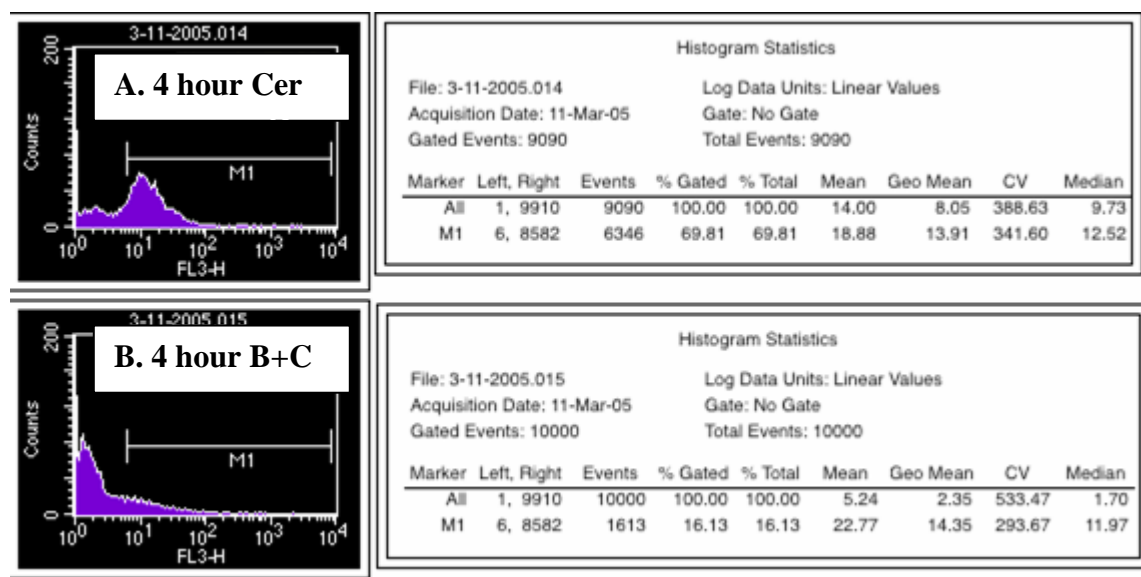 3-11-2005.014
200
A. 4 hour Cer
Counts
M1
0
10^0 10^1 10^2 10^3 10^4
FL3-H
Histogram Statistics
File: 3-11-2005.014 Log Data Units: Linear Values
Acquisition Date: 11-Mar-05 Gate: No Gate
Gated Events: 9090 Total Events: 9090
Marker Left, Right Events % Gated % Total Mean Geo Mean CV Median
All 1, 9910 9090 100.00 100.00 14.00 8.05 388.63 9.73
M1 6, 8582 6346 69.81 69.81 18.88 13.91 341.60 12.52
3-11-2005.015
200
B. 4 hour B+C
Counts
M1
0
10^0 10^1 10^2 10^3 10^4
FL3-H
Histogram Statistics
File: 3-11-2005.015 Log Data Units: Linear Values
Acquisition Date: 11-Mar-05 Gate: No Gate
Gated Events: 10000 Total Events: 10000
Marker Left, Right Events % Gated % Total Mean Geo Mean CV Median
All 1, 9910 10000 100.00 100.00 5.24 2.35 533.47 1.70
M1 6, 8582 1613 16.13 16.13 22.77 14.35 293.67 11.97